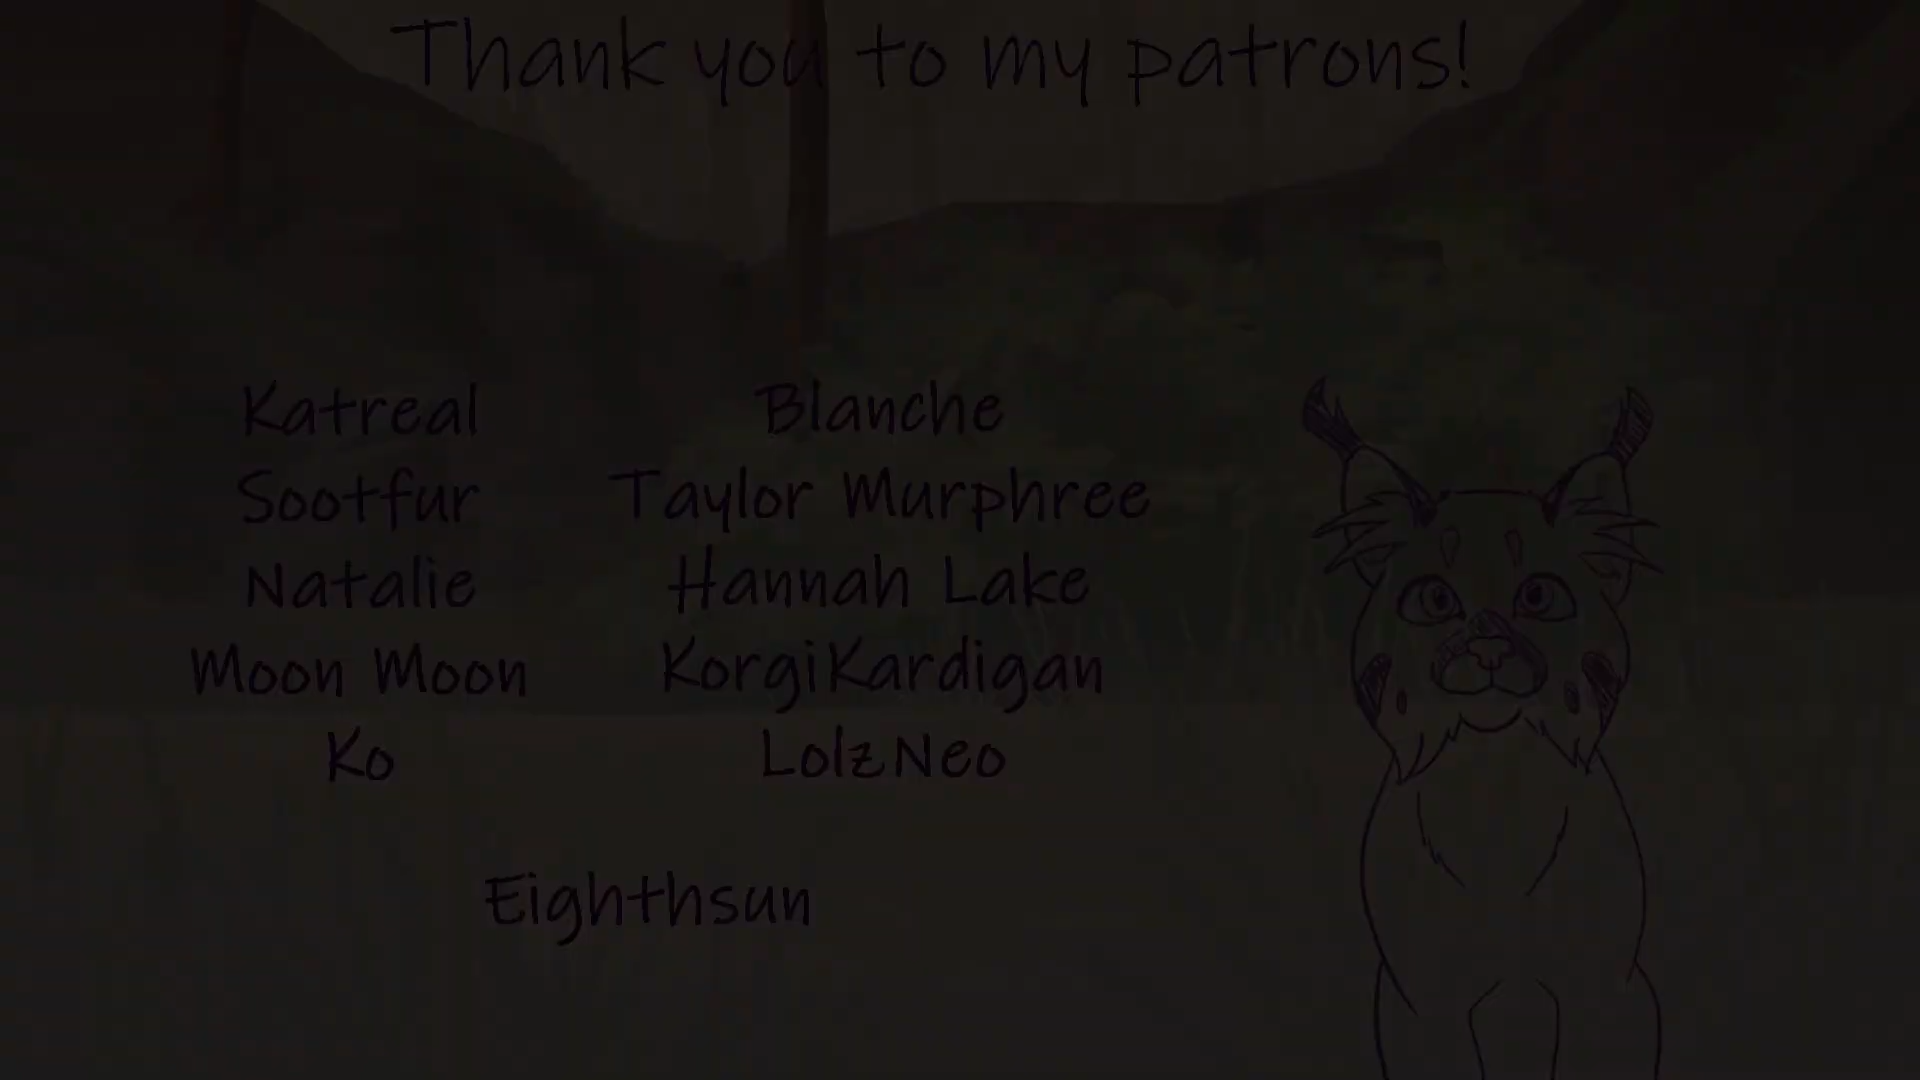 Thank you to my patrons!
Katreal
Sootfur
Natalie
Moon Moon
Ko
Blanche
Taylor Murphree
Hannah Lake
KorgiKardigan
LolzNeo
Eighthsun